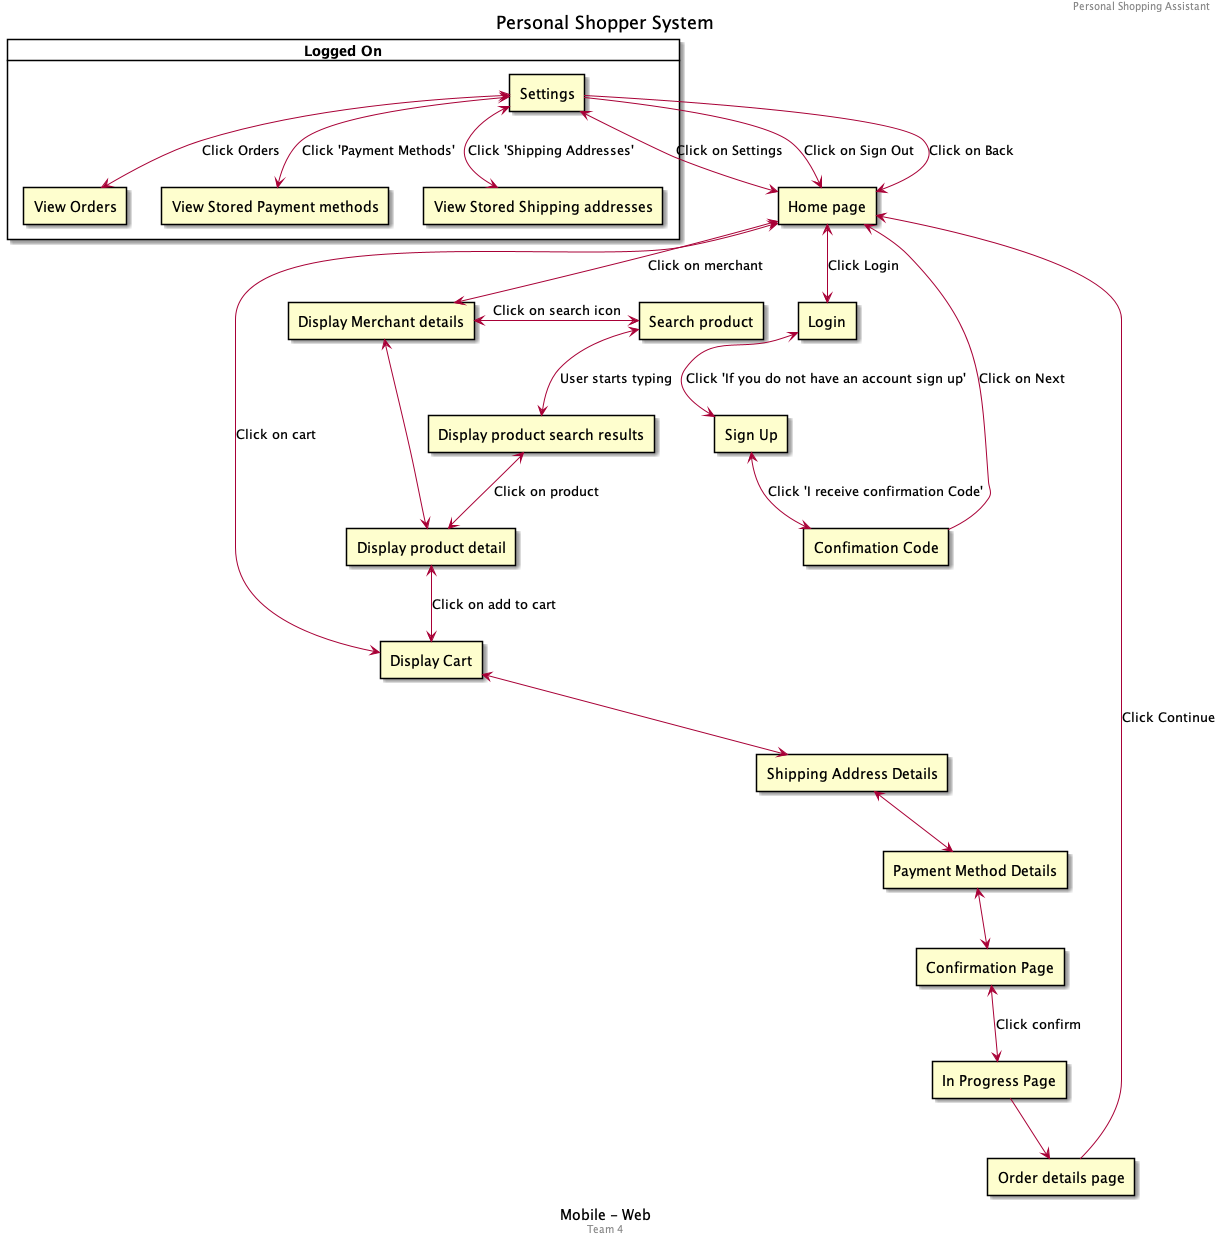 Personal Shopping Assistant
Personal Shopper System
Logged On
Settings
Click Orders
Click 'Payment Methods'
Click 'Shipping Addresses'
Click on Settings
Click on Sign Out
Click on Back
View Orders
View Stored Payment methods
View Stored Shipping addresses
Home page
Click on merchant
Click Login
Display Merchant details
Click on search icon
Search product
Login
User starts typing
Click 'If you do not have an account sign up'
Click on Next
Click on cart
Display product search results
Sign Up
Click on product
Click 'I receive confirmation Code'
Display product detail
Confimation Code
Click on add to cart
Display Cart
Click Continue
Shipping Address Details
Payment Method Details
Confirmation Page
Click confirm
In Progress Page
Order details page
Mobile - Web
Team 4